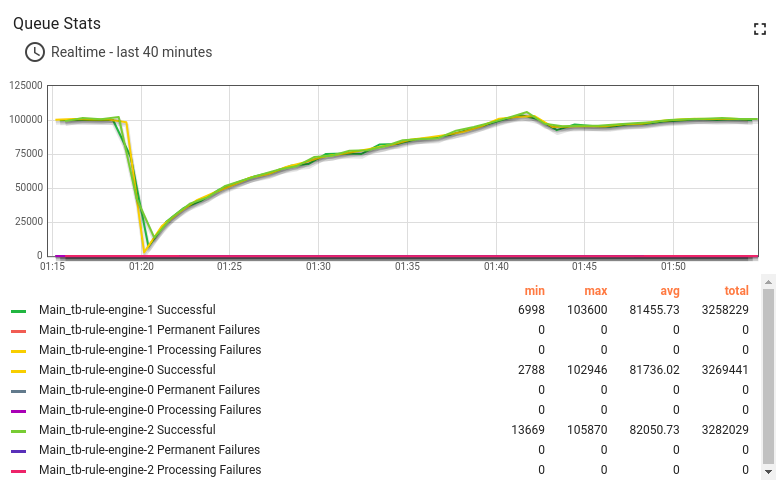 Queue Stats
Realtime - last 40 minutes
125000
100000
75000
50000
25000
0
01:15 01:20 01:25 01:30 01:35 01:40 01:45 01:50
min max avg total
Main_tb-rule-engine-1 Successful 6998 103600 81455.73 3258229
Main_tb-rule-engine-1 Permanent Failures 0 0 0 0
Main_tb-rule-engine-1 Processing Failures 0 0 0 0
Main_tb-rule-engine-0 Successful 2788 102946 81736.02 3269441
Main_tb-rule-engine-0 Permanent Failures 0 0 0 0
Main_tb-rule-engine-0 Processing Failures 0 0 0 0
Main_tb-rule-engine-2 Successful 13669 105870 82050.73 3282029
Main_tb-rule-engine-2 Permanent Failures 0 0 0 0
Main_tb-rule-engine-2 Processing Failures 0 0 0 0